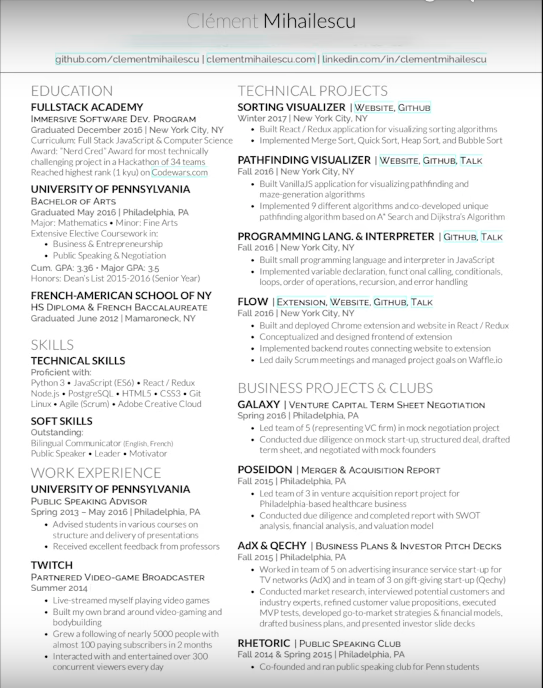 Clément Mihailescu
github.com/clementmihailescu | clementmihailescu.com | linkedin.com/in/clementmihailescu
EDUCATION
FULLSTACK ACADEMY
IMMERSIVE SOFTWARE DEV. PROGRAM
Graduated December 2016 | New York City, NY
Curriculum: Full Stack JavaScript & Computer Science
Award: “Nerd Cred” Award for most technically
challenging project in a Hackathon of 34 teams
Reached highest rank (1 kyu) on Codewars.com
UNIVERSITY OF PENNSYLVANIA
BACHELOR OF ARTS
Graduated May 2016 | Philadelphia, PA
Major: Mathematics • Minor: Fine Arts
Extensive Elective Coursework in:
• Business & Entrepreneurship
• Public Speaking & Negotiation
Cum. GPA: 3.36 • Major GPA: 3.5
Honors: Dean's List 2015-2016 (Senior Year)
FRENCH-AMERICAN SCHOOL OF NY
HS DIPLOMA & FRENCH BACCALAUREATE
Graduated June 2012 | Mamaroneck, NY
SKILLS
TECHNICAL SKILLS
Proficient with:
Python 3 • JavaScript (ES6) • React / Redux
Node.js • PostgreSQL • HTML5 • CSS3 • Git
Linux • Agile (Scrum) • Adobe Creative Cloud
SOFT SKILLS
Outstanding:
Bilingual Communicator (English, French)
Public Speaker • Leader • Motivator
WORK EXPERIENCE
UNIVERSITY OF PENNSYLVANIA
PUBLIC SPEAKING ADVISOR
Spring 2013 – May 2016 | Philadelphia, PA
• Advised students in various courses on
structure and delivery of presentations
• Received excellent feedback from professors
TWITCH
PARTNERED VIDEO-GAME BROADCASTER
Summer 2014
• Live-streamed myself playing video games
• Built my own brand around video-gaming and
bodybuilding
• Grew a following of nearly 5000 people with
almost 100 paying subscribers in 2 months
• Interacted with and entertained over 300
concurrent viewers every day
TECHNICAL PROJECTS
SORTING VISUALIZER | WEBSITE, GITHUB
Winter 2017 | New York City, NY
• Built React / Redux application for visualizing sorting algorithms
• Implemented Merge Sort, Quick Sort, Heap Sort, and Bubble Sort
PATHFINDING VISUALIZER | WEBSITE, GITHUB, TALK
Fall 2016 | New York City, NY
• Built VanillaJS application for visualizing pathfinding and
maze-generation algorithms
• Implemented 9 different algorithms and co-developed unique
pathfinding algorithm based on A* Search and Dijkstra's Algorithm
PROGRAMMING LANG. & INTERPRETER | GITHUB, TALK
Fall 2016 | New York City, NY
• Built small programming language and interpreter in JavaScript
• Implemented variable declaration, functional calling, conditionals,
loops, order of operations, recursion, and error handling
FLOW | EXTENSION, WEBSITE, GITHUB, TALK
Fall 2016 | New York City, NY
• Built and deployed Chrome extension and website in React / Redux
• Conceptualized and designed frontend of extension
• Implemented backend routes connecting website to extension
• Led daily Scrum meetings and managed project goals on Waffle.io
BUSINESS PROJECTS & CLUBS
GALAXY | VENTURE CAPITAL TERM SHEET NEGOTIATION
Spring 2016 | Philadelphia, PA
• Led team of 5 (representing VC firm) in mock negotiation project
• Conducted due diligence on mock start-up, structured deal, drafted
term sheet, and negotiated with mock founders
POSEIDON | MERGER & ACQUISITION REPORT
Fall 2015 | Philadelphia, PA
• Led team of 3 in venture acquisition report project for
Philadelphia-based healthcare business
• Conducted due diligence and completed report with SWOT
analysis, financial analysis, and valuation model
AdX & QECHY | BUSINESS PLANS & INVESTOR PITCH DECKS
Fall 2015 | Philadelphia, PA
• Worked in team of 5 on advertising insurance service start-up for
TV networks (AdX) and in team of 3 on gift-giving start-up (Qechy)
• Conducted market research, interviewed potential customers and
industry experts, refined customer value propositions, executed
MVP tests, developed go-to-market strategies & financial models,
drafted business plans, and presented investor slide decks
RHETORIC | PUBLIC SPEAKING CLUB
Fall 2014 & Spring 2015 | Philadelphia, PA
• Co-founded and ran public speaking club for Penn students